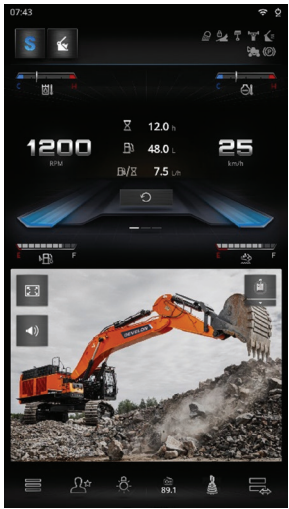 07:43
S
(P)
C H C H
12.0 h
1200 48.0 L 25
RPM km/h
7.5 L/h
E F E F
DEVELON
89.1